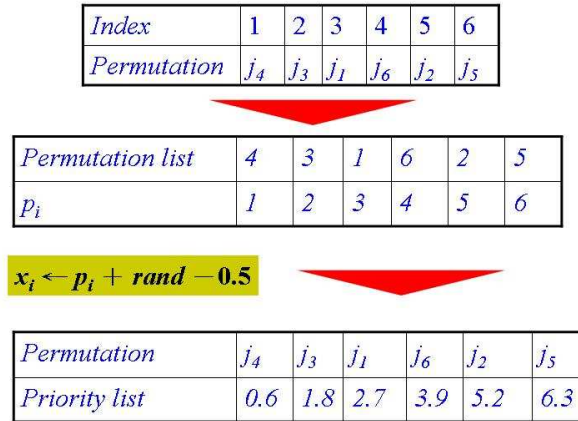 Index 1 2 3 4 5 6
Permutation j4 j3 j1 j6 j2 j5
Permutation list 4 3 1 6 2 5
pi 1 2 3 4 5 6
xi ← pi + rand − 0.5
Permutation j4 j3 j1 j6 j2 j5
Priority list 0.6 1.8 2.7 3.9 5.2 6.3